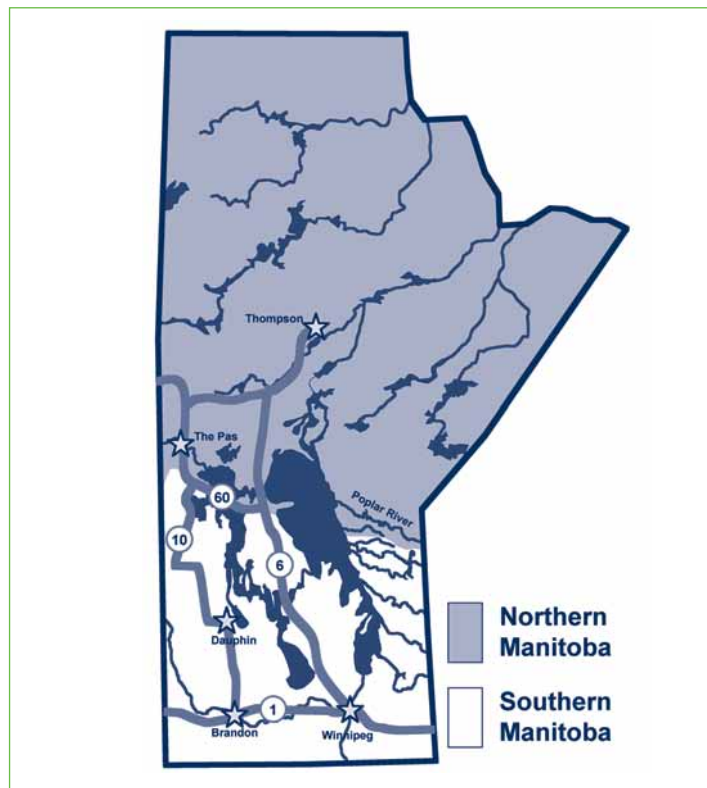 Thompson
The Pas
60
Poplar River
10
6
Northern
Manitoba
Dauphin
Southern
Manitoba
1
Brandon
Winnipeg